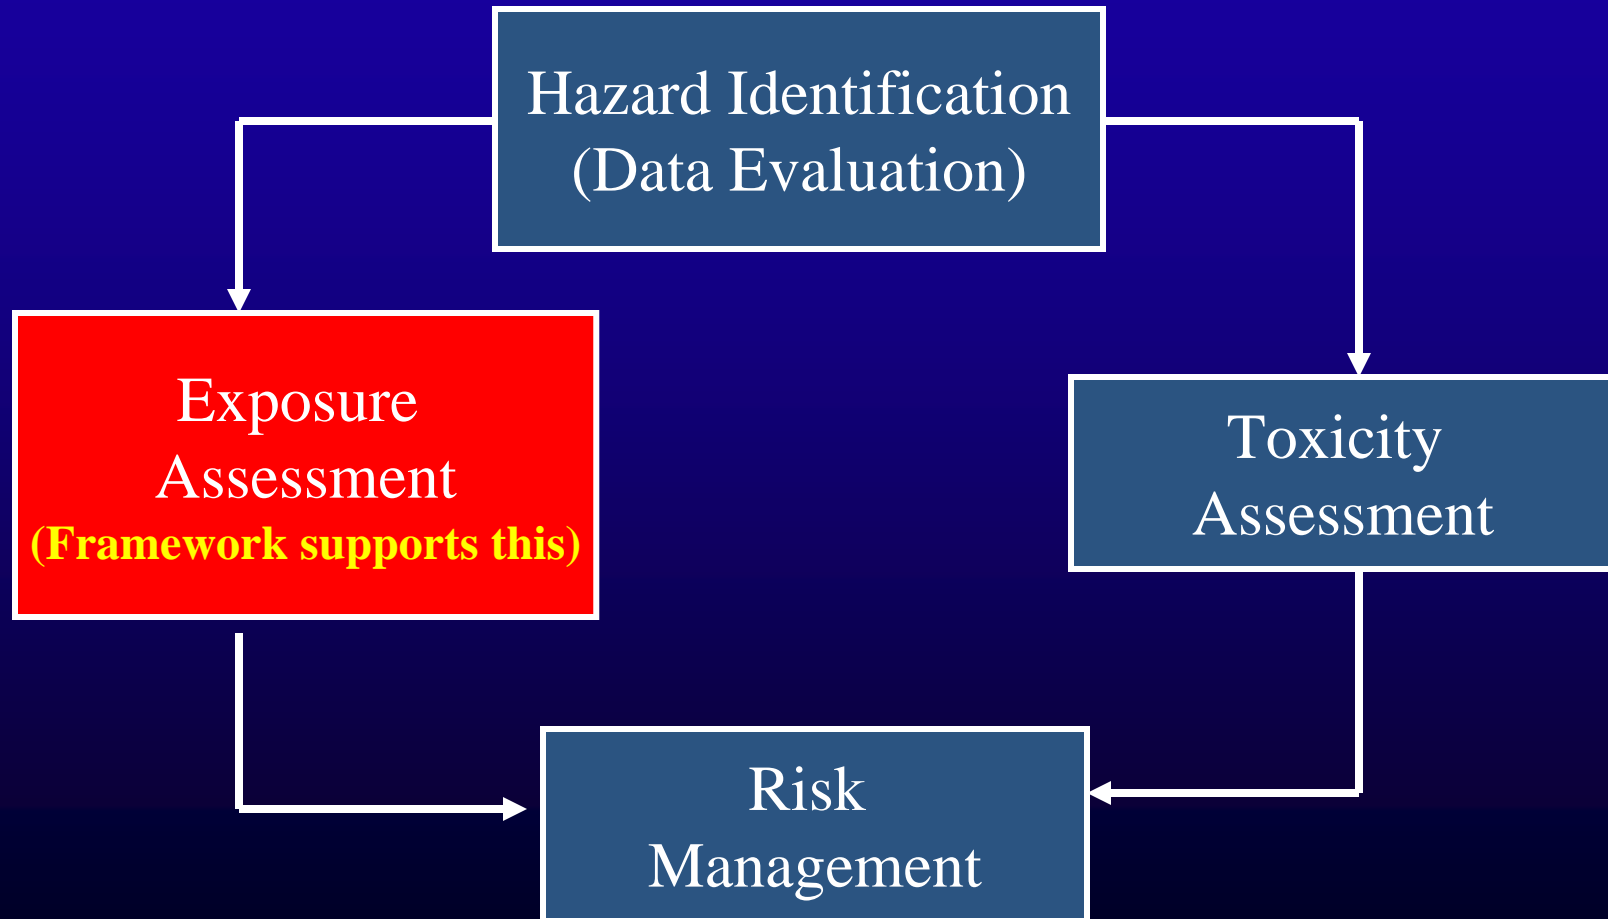 Hazard Identification
(Data Evaluation)
Exposure
Assessment
(Framework supports this)
Toxicity
Assessment
Risk
Management